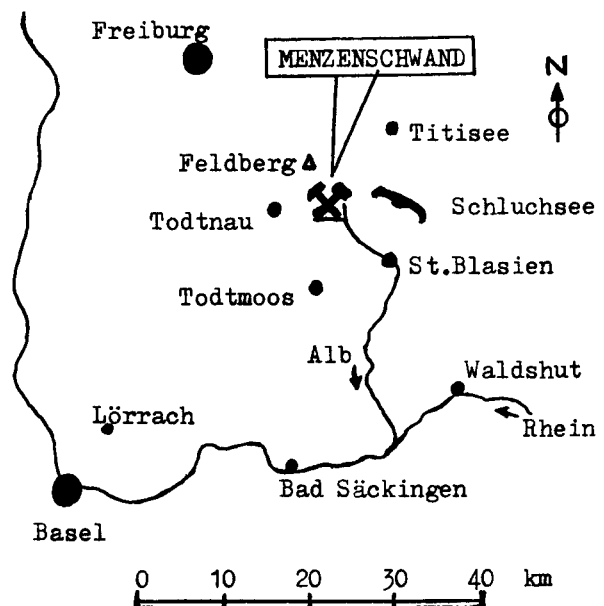 Freiburg
MENZENSCHWAND
N
Titisee
Feldberg
Schluchsee
Todtnau
St.Blasien
Todtmoos
Alb
Waldshut
Lörrach
Rhein
Bad Säckingen
Basel
0 10 20 30 40 km